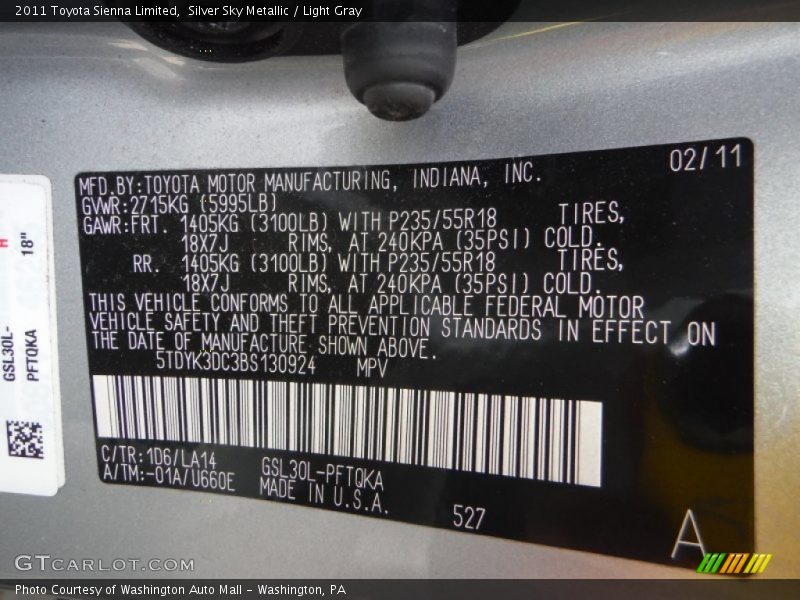 2011 Toyota Sienna Limited, Silver Sky Metallic / Light Gray
02/11
MFD.BY:TOYOTA MOTOR MANUFACTURING, INDIANA, INC.
GVWR:2715KG (5995LB)
GAWR:FRT. 1405KG (3100LB) WITH P235/55R18 TIRES,
18X7J RIMS, AT 240KPA (35PSI) COLD.
RR. 1405KG (3100LB) WITH P235/55R18 TIRES,
18X7J RIMS, AT 240KPA (35PSI) COLD.
THIS VEHICLE CONFORMS TO ALL APPLICABLE FEDERAL MOTOR
VEHICLE SAFETY AND THEFT PREVENTION STANDARDS IN EFFECT ON
THE DATE OF MANUFACTURE SHOWN ABOVE.
5TDYK3DC3BS130924 MPV
C/TR:1D6/LA14
A/TM:-01A/U660E
GSL30L-PFTQKA
MADE IN U.S.A.
527
A
H
18"
GSL30L-
PFTQKA
GTCARLOT.COM
Photo Courtesy of Washington Auto Mall - Washington, PA